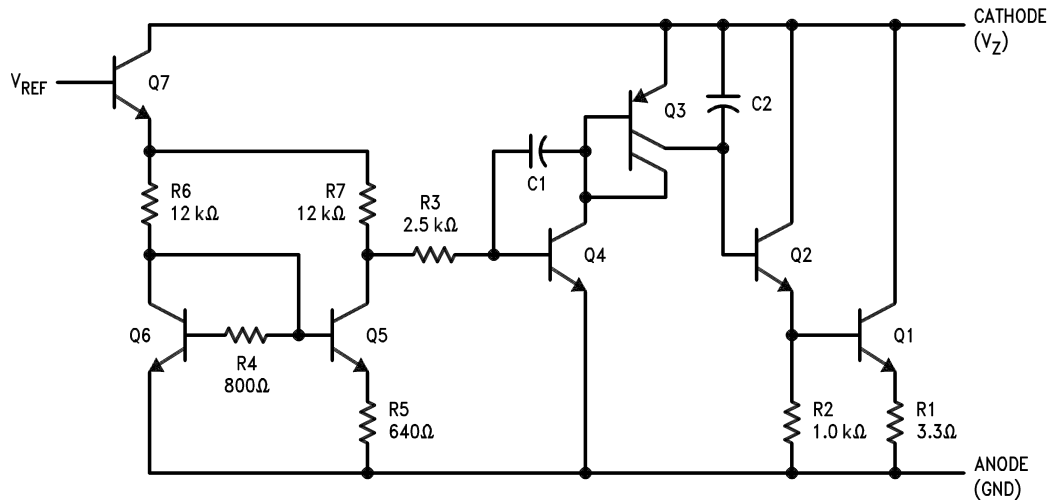 CATHODE
(VZ)
VREF
Q7
Q3
C2
C1
R6
12 kΩ
R7
12 kΩ
R3
2.5 kΩ
Q4
Q2
Q6
R4
800Ω
Q5
Q1
R5
640Ω
R2
1.0 kΩ
R1
3.3Ω
ANODE
(GND)